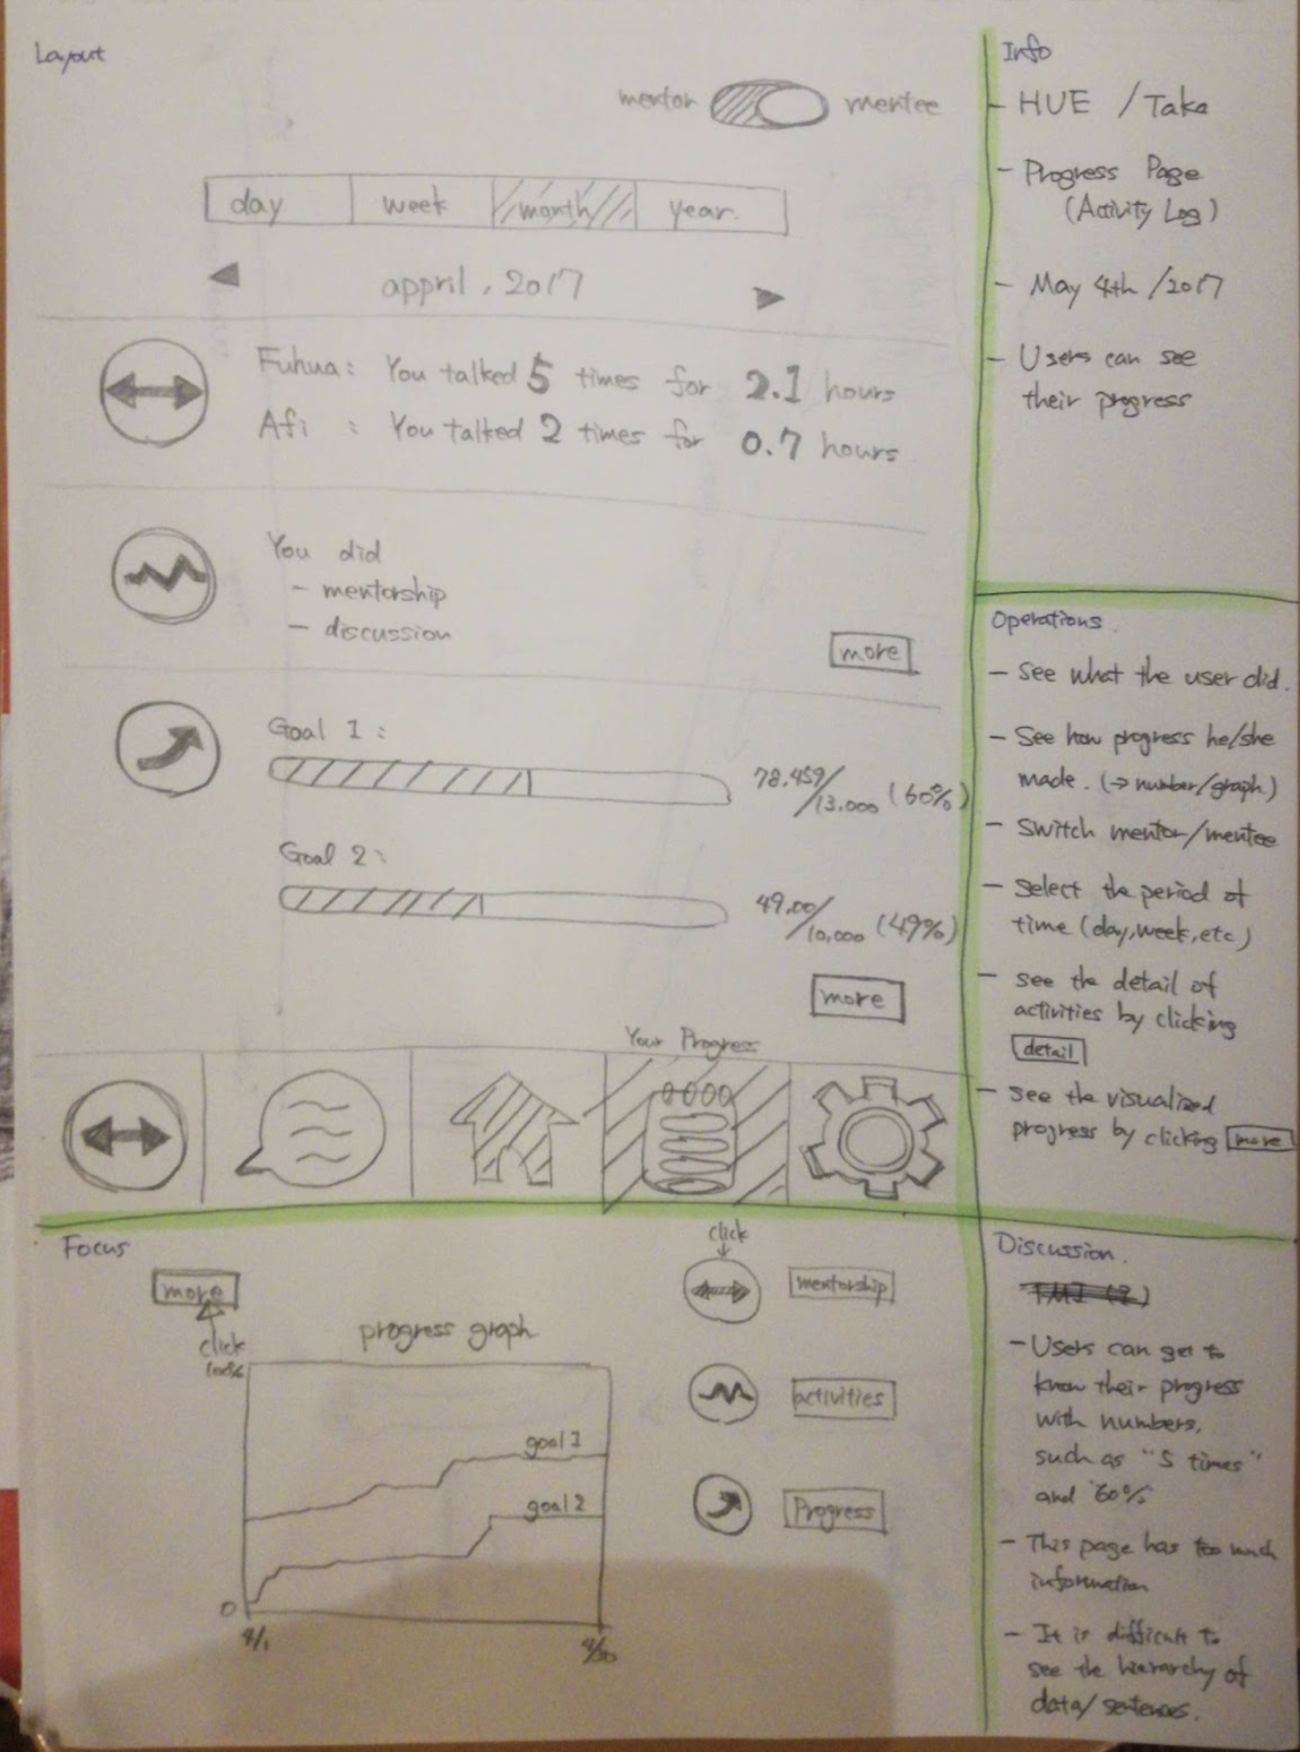 Layout
mentor mentee
day week month year.
appril, 2017
Fuhua: You talked 5 times for 2.1 hours
Afi : You talked 2 times for 0.7 hours
You did
- mentorship
- discussion
more
Goal 1:
78.459/13.000 (60%)
Goal 2:
49.00/10,000 (49%)
more
Your Progress
Info
- HUE / Take
- Progress Page
(Activity Log)
- May 4th /2017
- Users can see
their progress
Operations.
- see what the user did.
- see how progress he/she
made. (→ number/graph)
- switch mentor/mentee
- select the period of
time (day, week, etc)
- see the detail of
activities by clicking
detail
- see the visualized
progress by clicking more
Focus
more
click
progress graph
100%
goal 1
goal 2
0
4/1 4/30
click
mentorship
activities
Progress
Discussion.
- Users can get to
know their progress
with numbers,
such as "5 times"
and 60%
- This page has too much
information
- It is difficult to
see the hierarchy of
data/sentences.